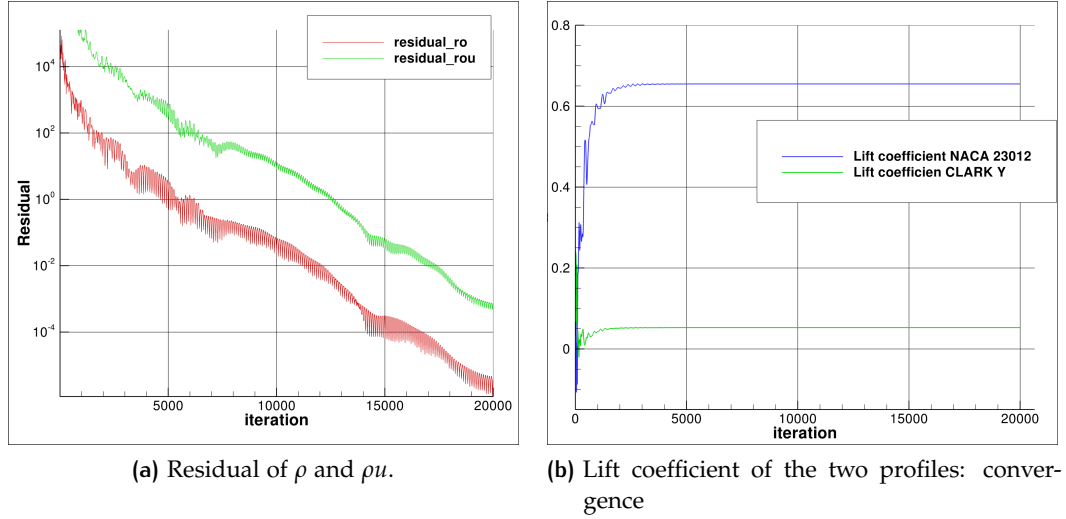 residual_ro
residual_rou
10^4
10^2
10^0
10^-2
10^-4
Residual
5000
10000
15000
20000
iteration
(a) Residual of ρ and ρu.
0.8
0.6
0.4
0.2
0
Lift coefficient NACA 23012
Lift coefficien CLARK Y
0
5000
10000
15000
20000
iteration
(b) Lift coefficient of the two profiles: conver-
gence